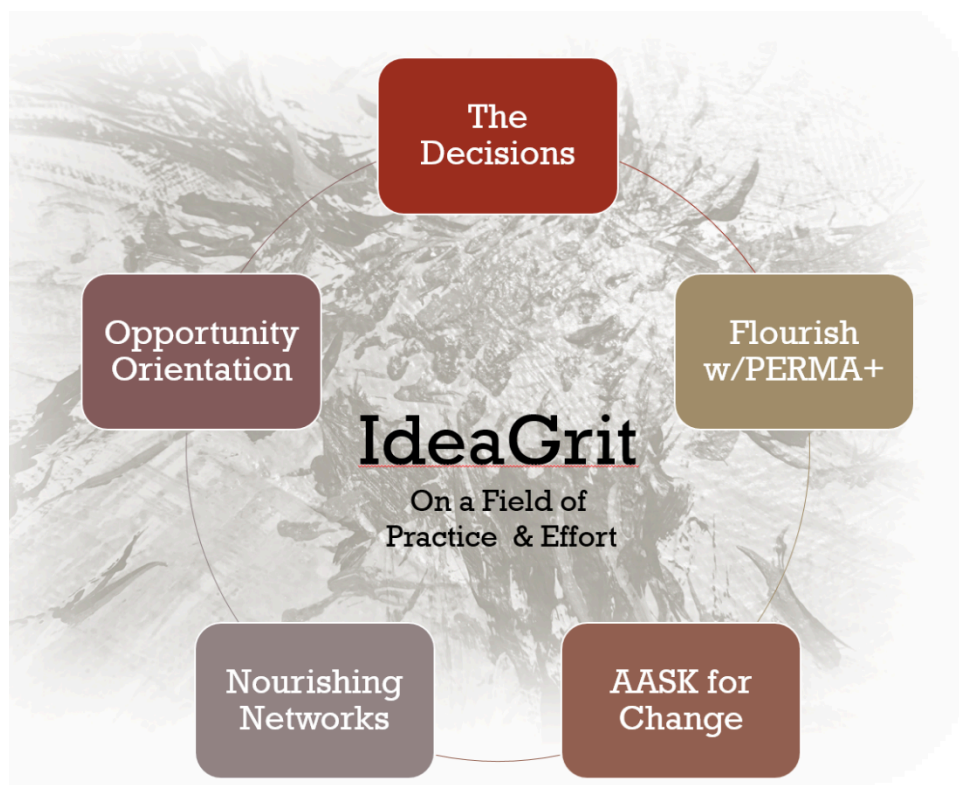 The
Decisions
Opportunity
Orientation
Flourish
w/PERMA+
IdeaGrit
On a Field of
Practice & Effort
Nourishing
Networks
AASK for
Change